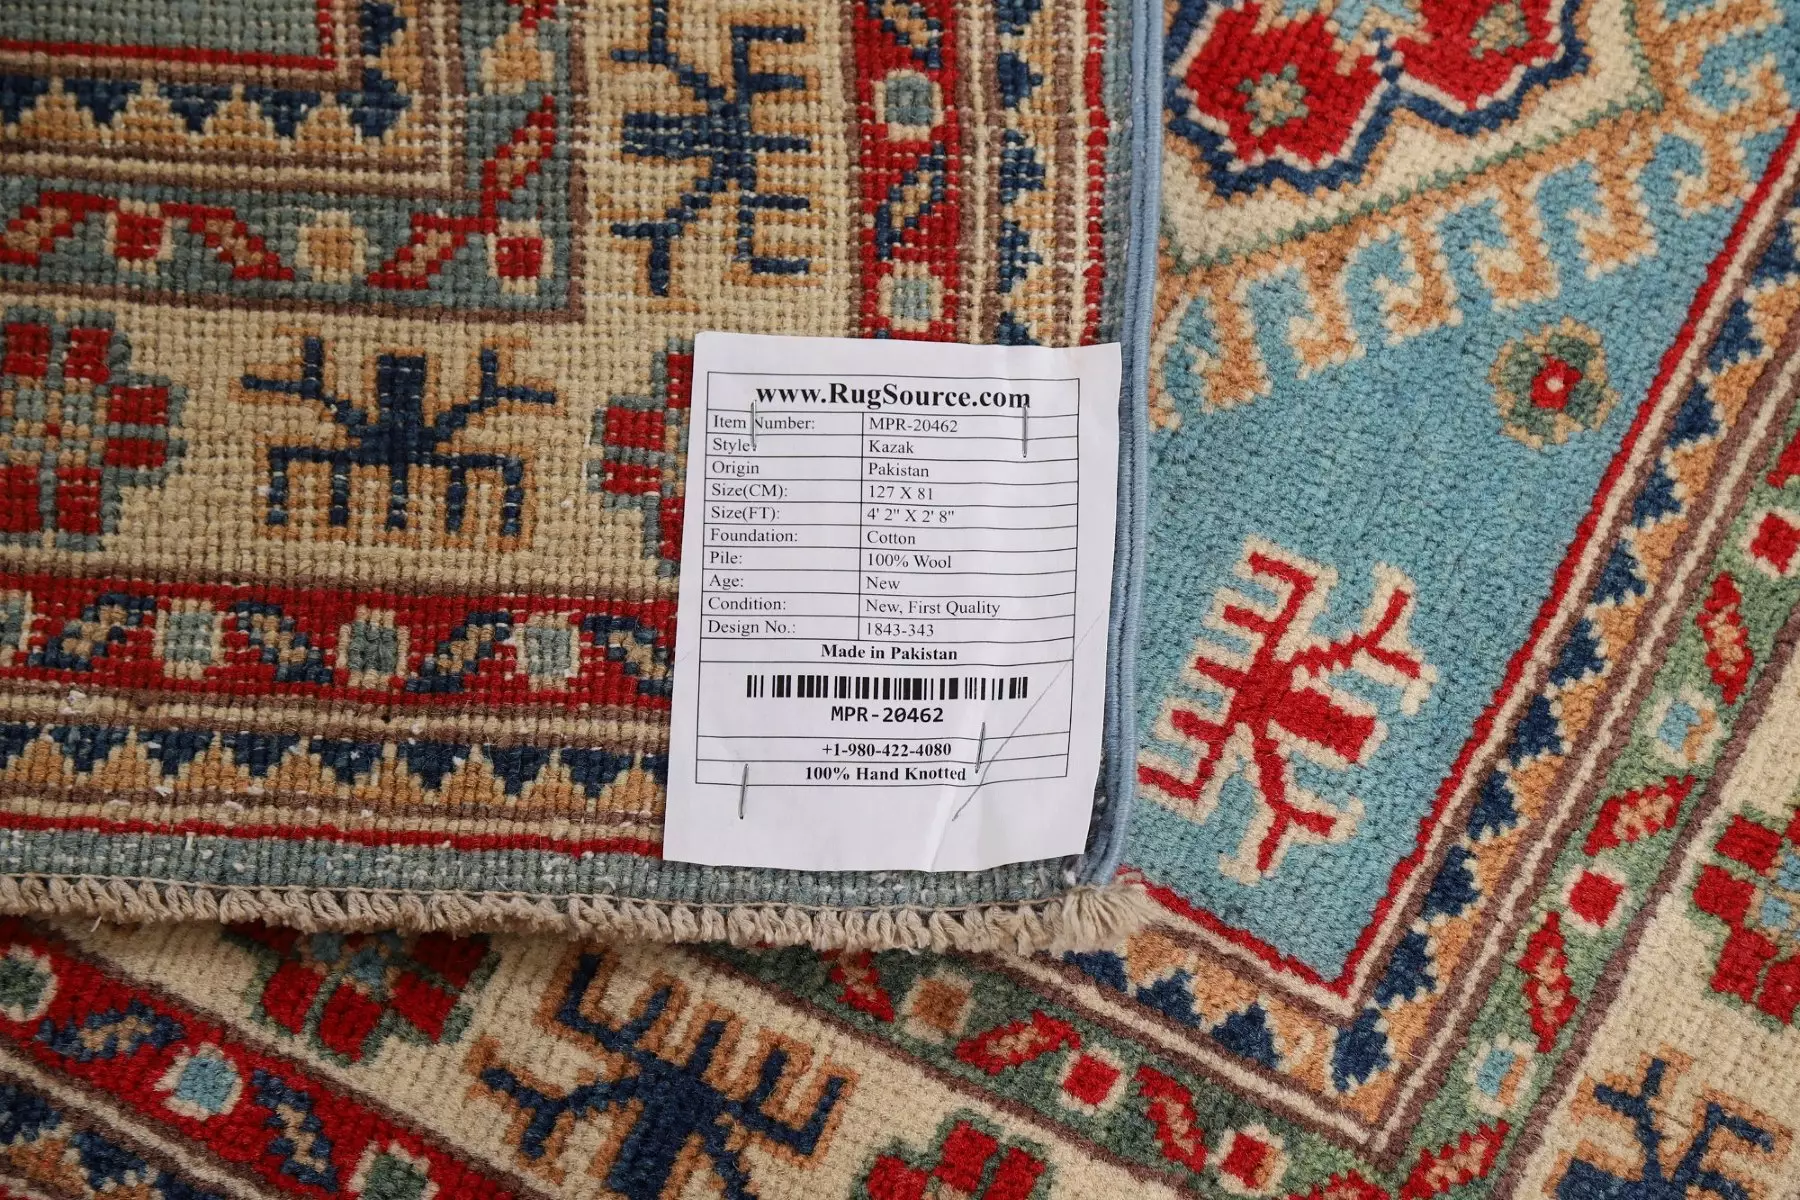 www.RugSource.com
Item Number: MPR-20462
Style: Kazak
Origin Pakistan
Size(CM): 127 X 81
Size(FT): 4' 2" X 2' 8"
Foundation: Cotton
Pile: 100% Wool
Age: New
Condition: New, First Quality
Design No.: 1843-343
Made in Pakistan
MPR-20462
+1-980-422-4080
100% Hand Knotted